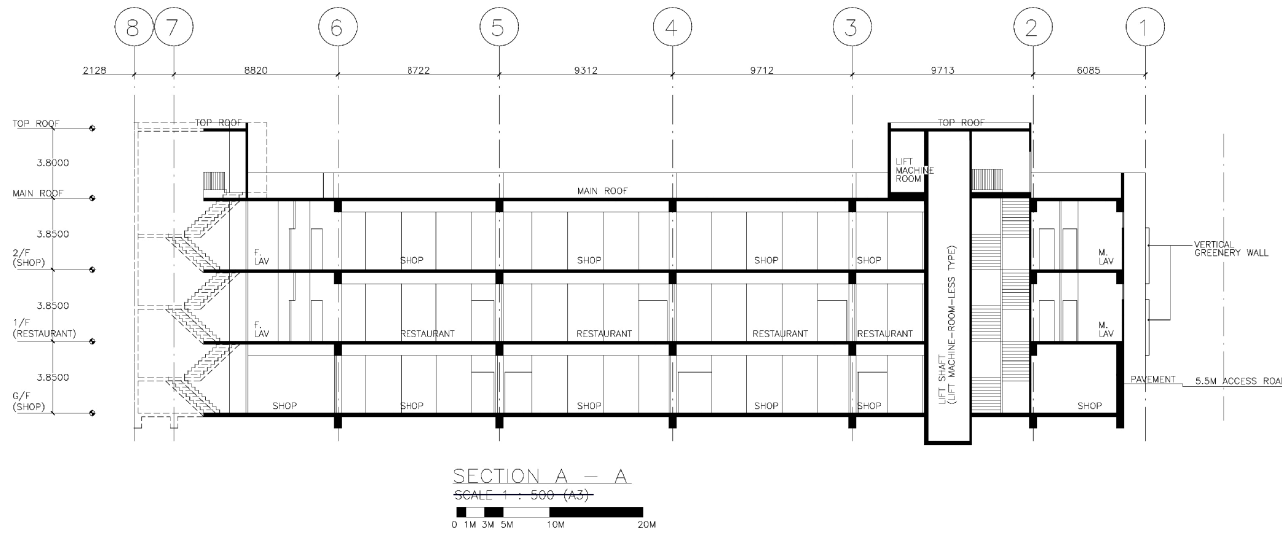 8 7 6 5 4 3 2 1
2128 8820 8722 9312 9712 9713 6085
TOP ROOF
TOP ROOF
TOP ROOF
3.8000
LIFT
MACHINE
ROOM
MAIN ROOF
MAIN ROOF
3.8500
2/F
(SHOP)
F.
LAV
SHOP SHOP SHOP SHOP
M.
LAV
VERTICAL
GREENERY WALL
3.8500
1/F
(RESTAURANT)
F.
LAV
RESTAURANT RESTAURANT RESTAURANT RESTAURANT
M.
LAV
LIFT SHAFT
(LIFT MACHINE-ROOM-LESS TYPE)
3.8500
PAVEMENT
5.5M ACCESS ROAD
G/F
(SHOP)
SHOP SHOP SHOP SHOP SHOP SHOP
SECTION A - A
SCALE 1 : 500 (A3)
0 1M 3M 5M 10M 20M